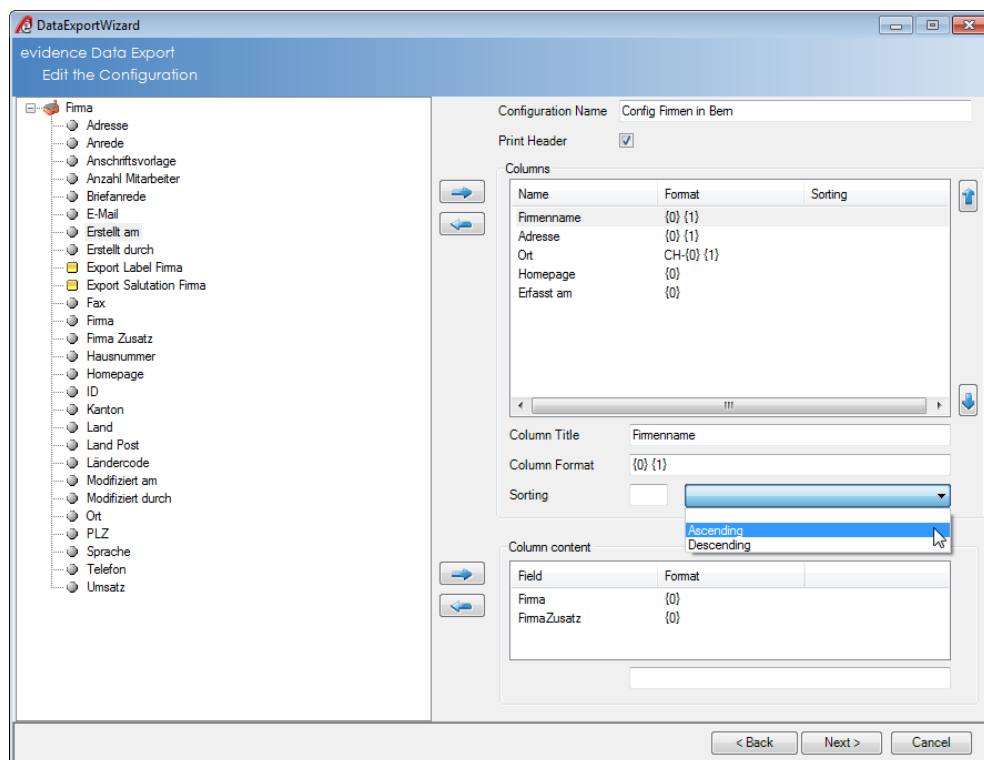 DataExportWizard
evidence Data Export
Edit the Configuration
Firma
Adresse
Anrede
Anschriftsvorlage
Anzahl Mitarbeiter
Briefanrede
E-Mail
Erstellt am
Erstellt durch
Export Label Firma
Export Salutation Firma
Fax
Firma
Firma Zusatz
Hausnummer
Homepage
ID
Kanton
Land
Land Post
Ländercode
Modifiziert am
Modifiziert durch
Ort
PLZ
Sprache
Telefon
Umsatz
Configuration Name Config Firmen in Bern
Print Header
Columns
Name Format Sorting
Firmenname {0} {1}
Adresse {0} {1}
Ort CH-{0} {1}
Homepage {0}
Erfasst am {0}
Column Title Firmenname
Column Format {0} {1}
Sorting
Ascending
Descending
Column content
Field Format
Firma {0}
FirmaZusatz {0}
< Back Next > Cancel